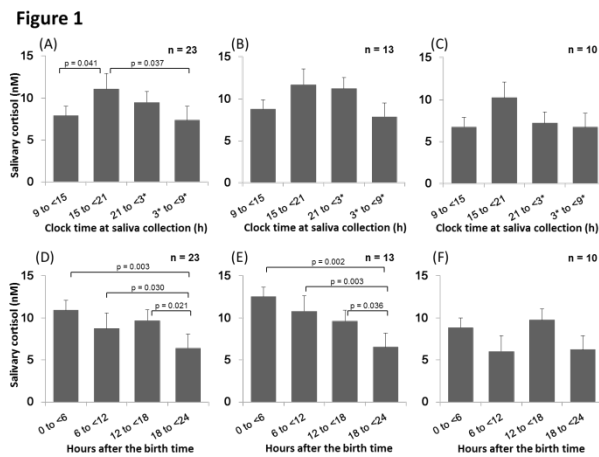 Figure 1
(A)
n = 23
p = 0.041
p = 0.037
Salivary cortisol (nM)
15
10
5
0
9 to <15
15 to <21
21 to <3*
3* to <9*
Clock time at saliva collection (h)
(B)
n = 13
15
10
5
0
9 to <15
15 to <21
21 to <3*
3* to <9*
Clock time at saliva collection (h)
(C)
n = 10
15
10
5
0
9 to <15
15 to <21
21 to <3*
3* to <9*
Clock time at saliva collection (h)
(D)
n = 23
p = 0.003
p = 0.030
p = 0.021
Salivary cortisol (nM)
15
10
5
0
0 to <6
6 to <12
12 to <18
18 to <24
Hours after the birth time
(E)
n = 13
p = 0.002
p = 0.003
p = 0.036
15
10
5
0
0 to <6
6 to <12
12 to <18
18 to <24
Hours after the birth time
(F)
n = 10
15
10
5
0
0 to <6
6 to <12
12 to <18
18 to <24
Hours after the birth time